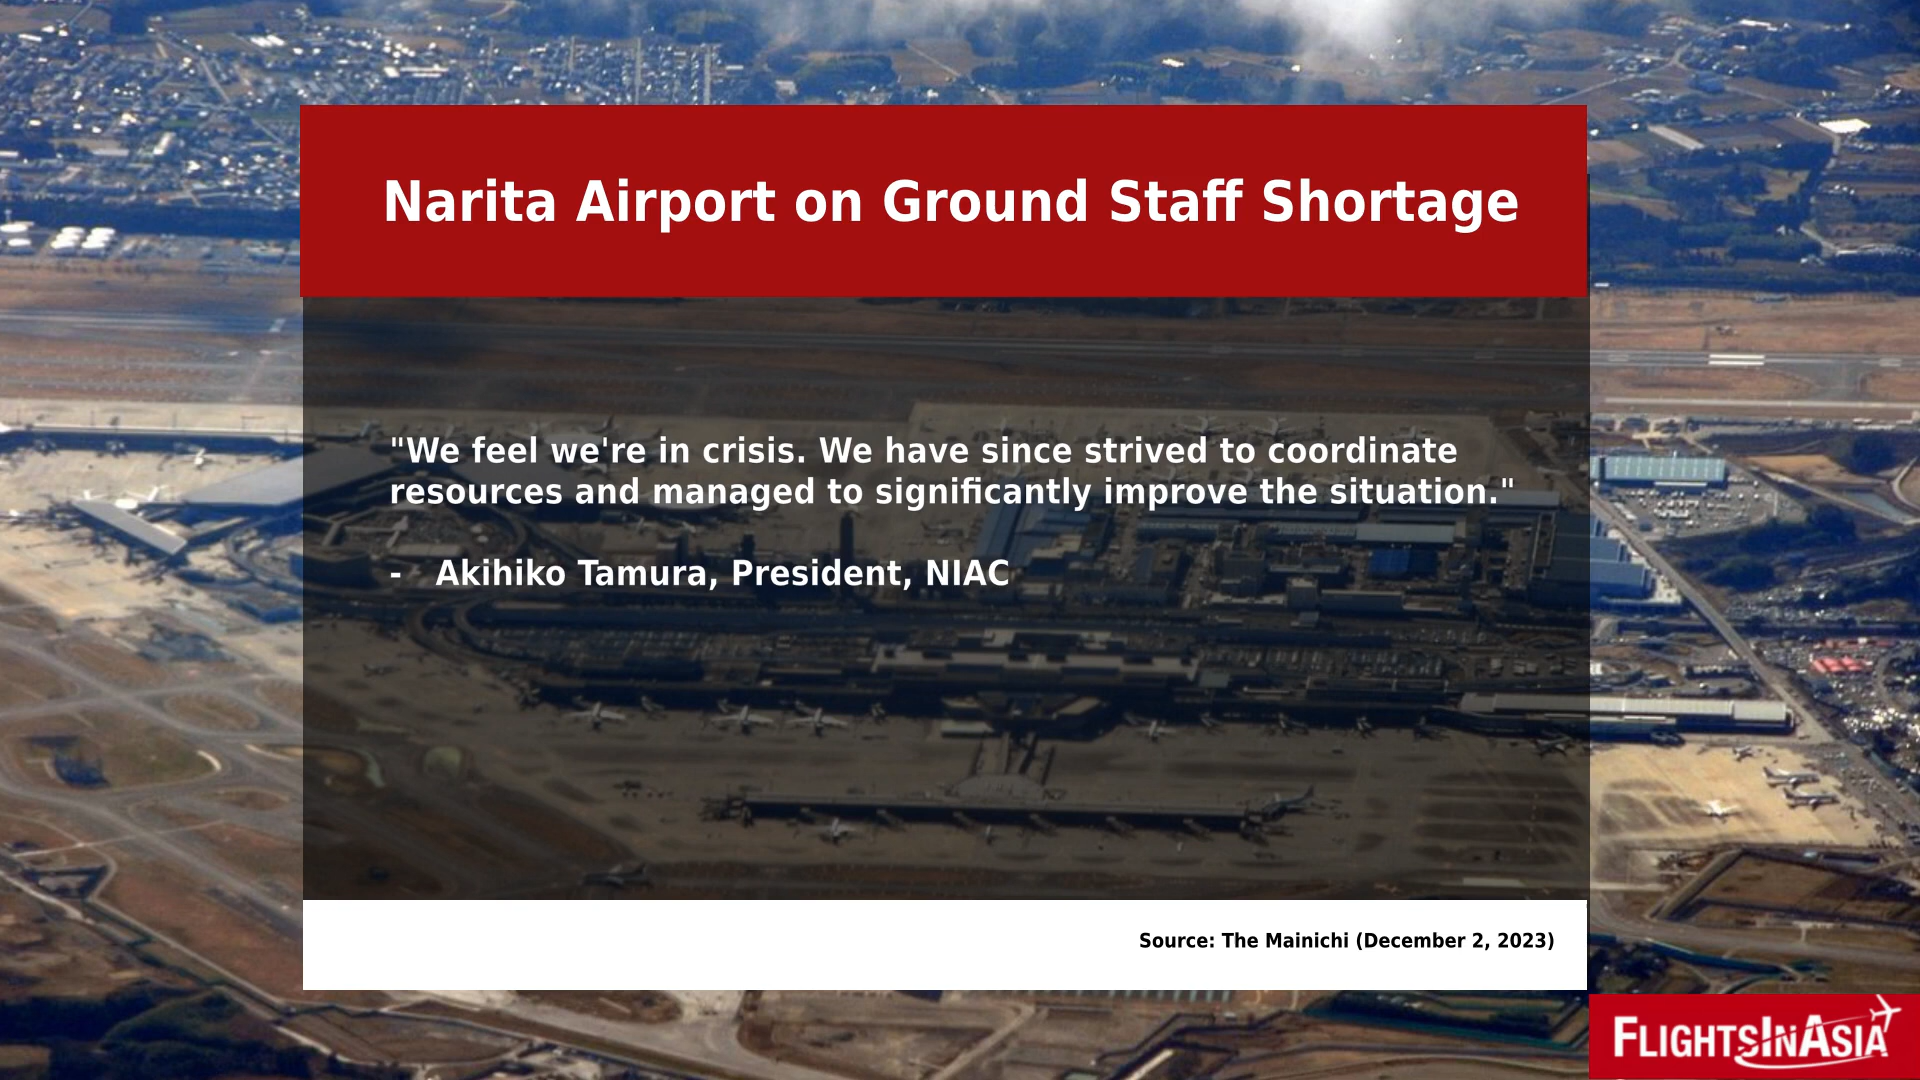 Narita Airport on Ground Staff Shortage
"We feel we're in crisis. We have since strived to coordinate
resources and managed to significantly improve the situation."
- Akihiko Tamura, President, NIAC
Source: The Mainichi (December 2, 2023)
FLIGHTSINASIA